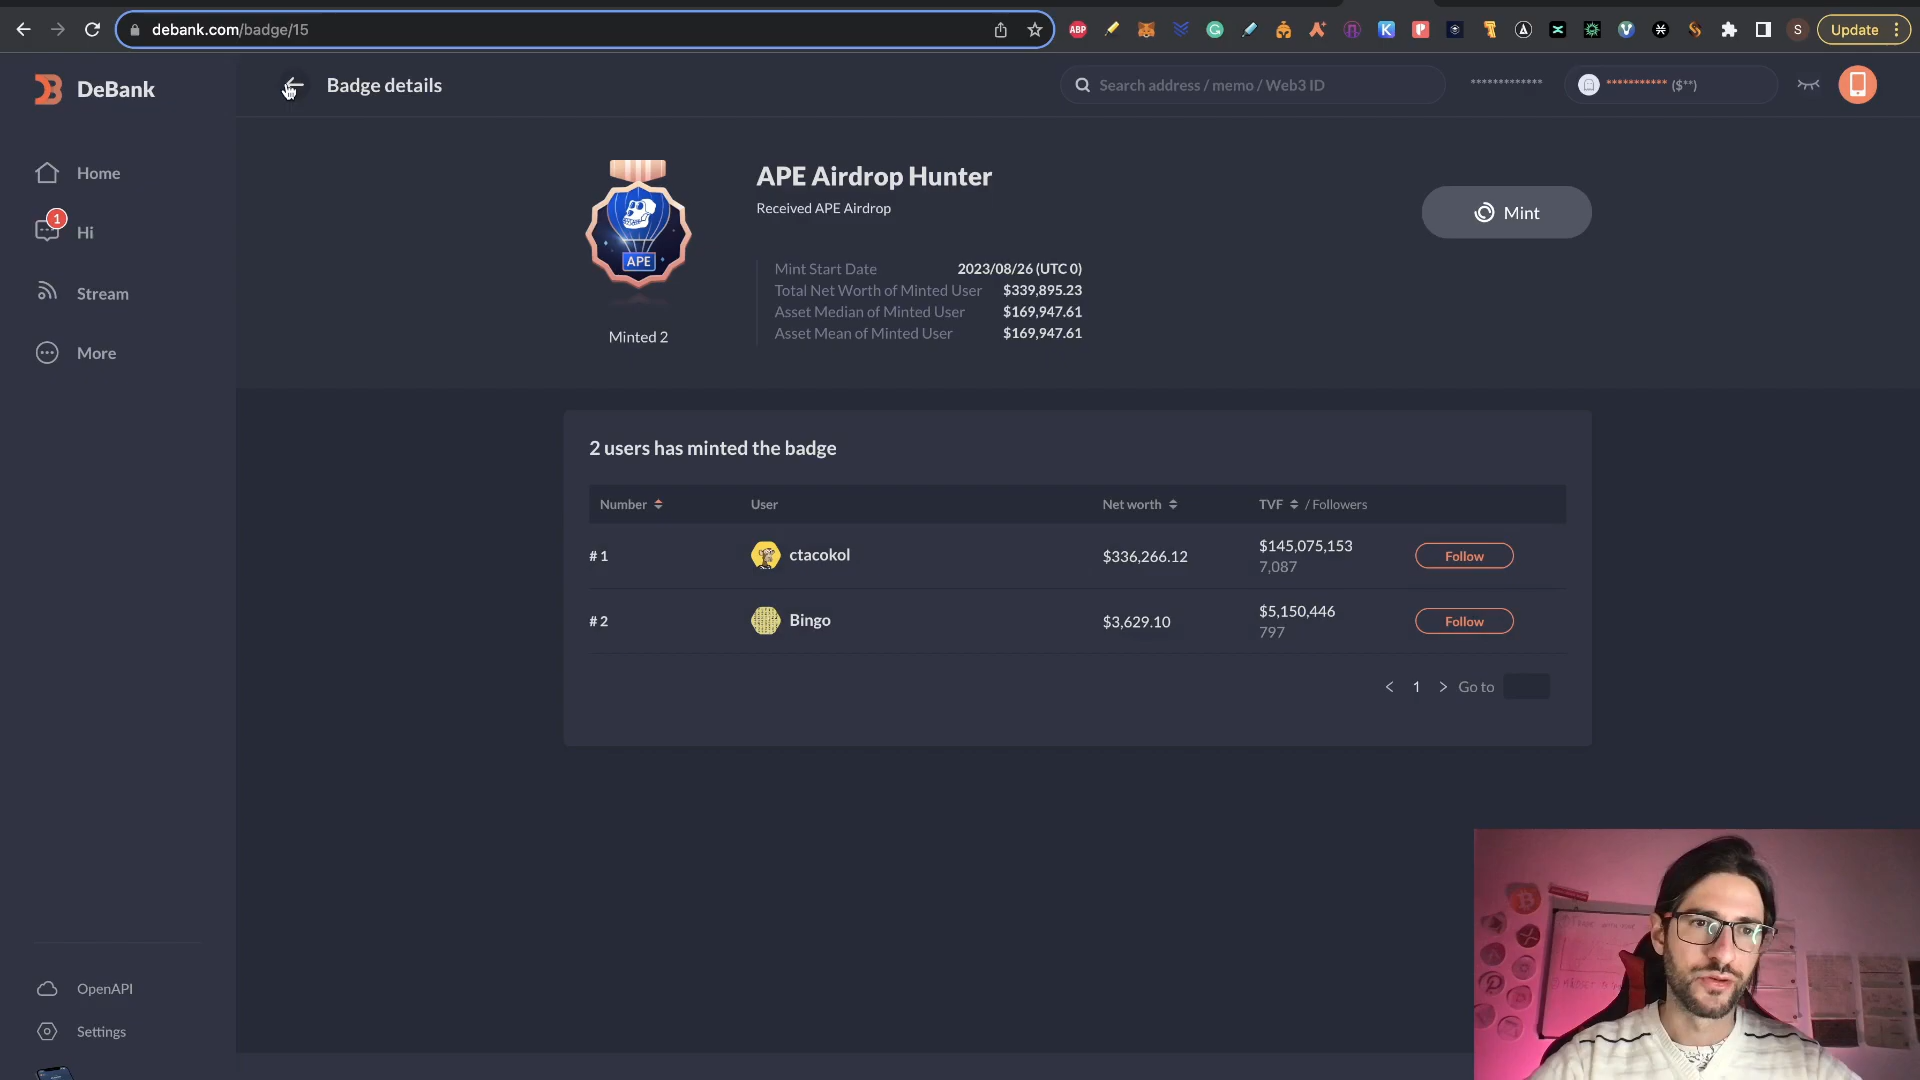 debank.com/badge/15
ABP
S
Update
DeBank
Badge details
Search address / memo / Web3 ID
*************
*********** ($**)
Home
1
Hi
Stream
More
APE
Minted 2
APE Airdrop Hunter
Received APE Airdrop
Mint Start Date 2023/08/26 (UTC 0)
Total Net Worth of Minted User $339,895.23
Asset Median of Minted User $169,947.61
Asset Mean of Minted User $169,947.61
Mint
2 users has minted the badge
Number User Net worth TVF / Followers
# 1 ctacokol $336,266.12 $145,075,153 Follow
7,087
# 2 Bingo $3,629.10 $5,150,446 Follow
797
< 1 > Go to
OpenAPI
Settings